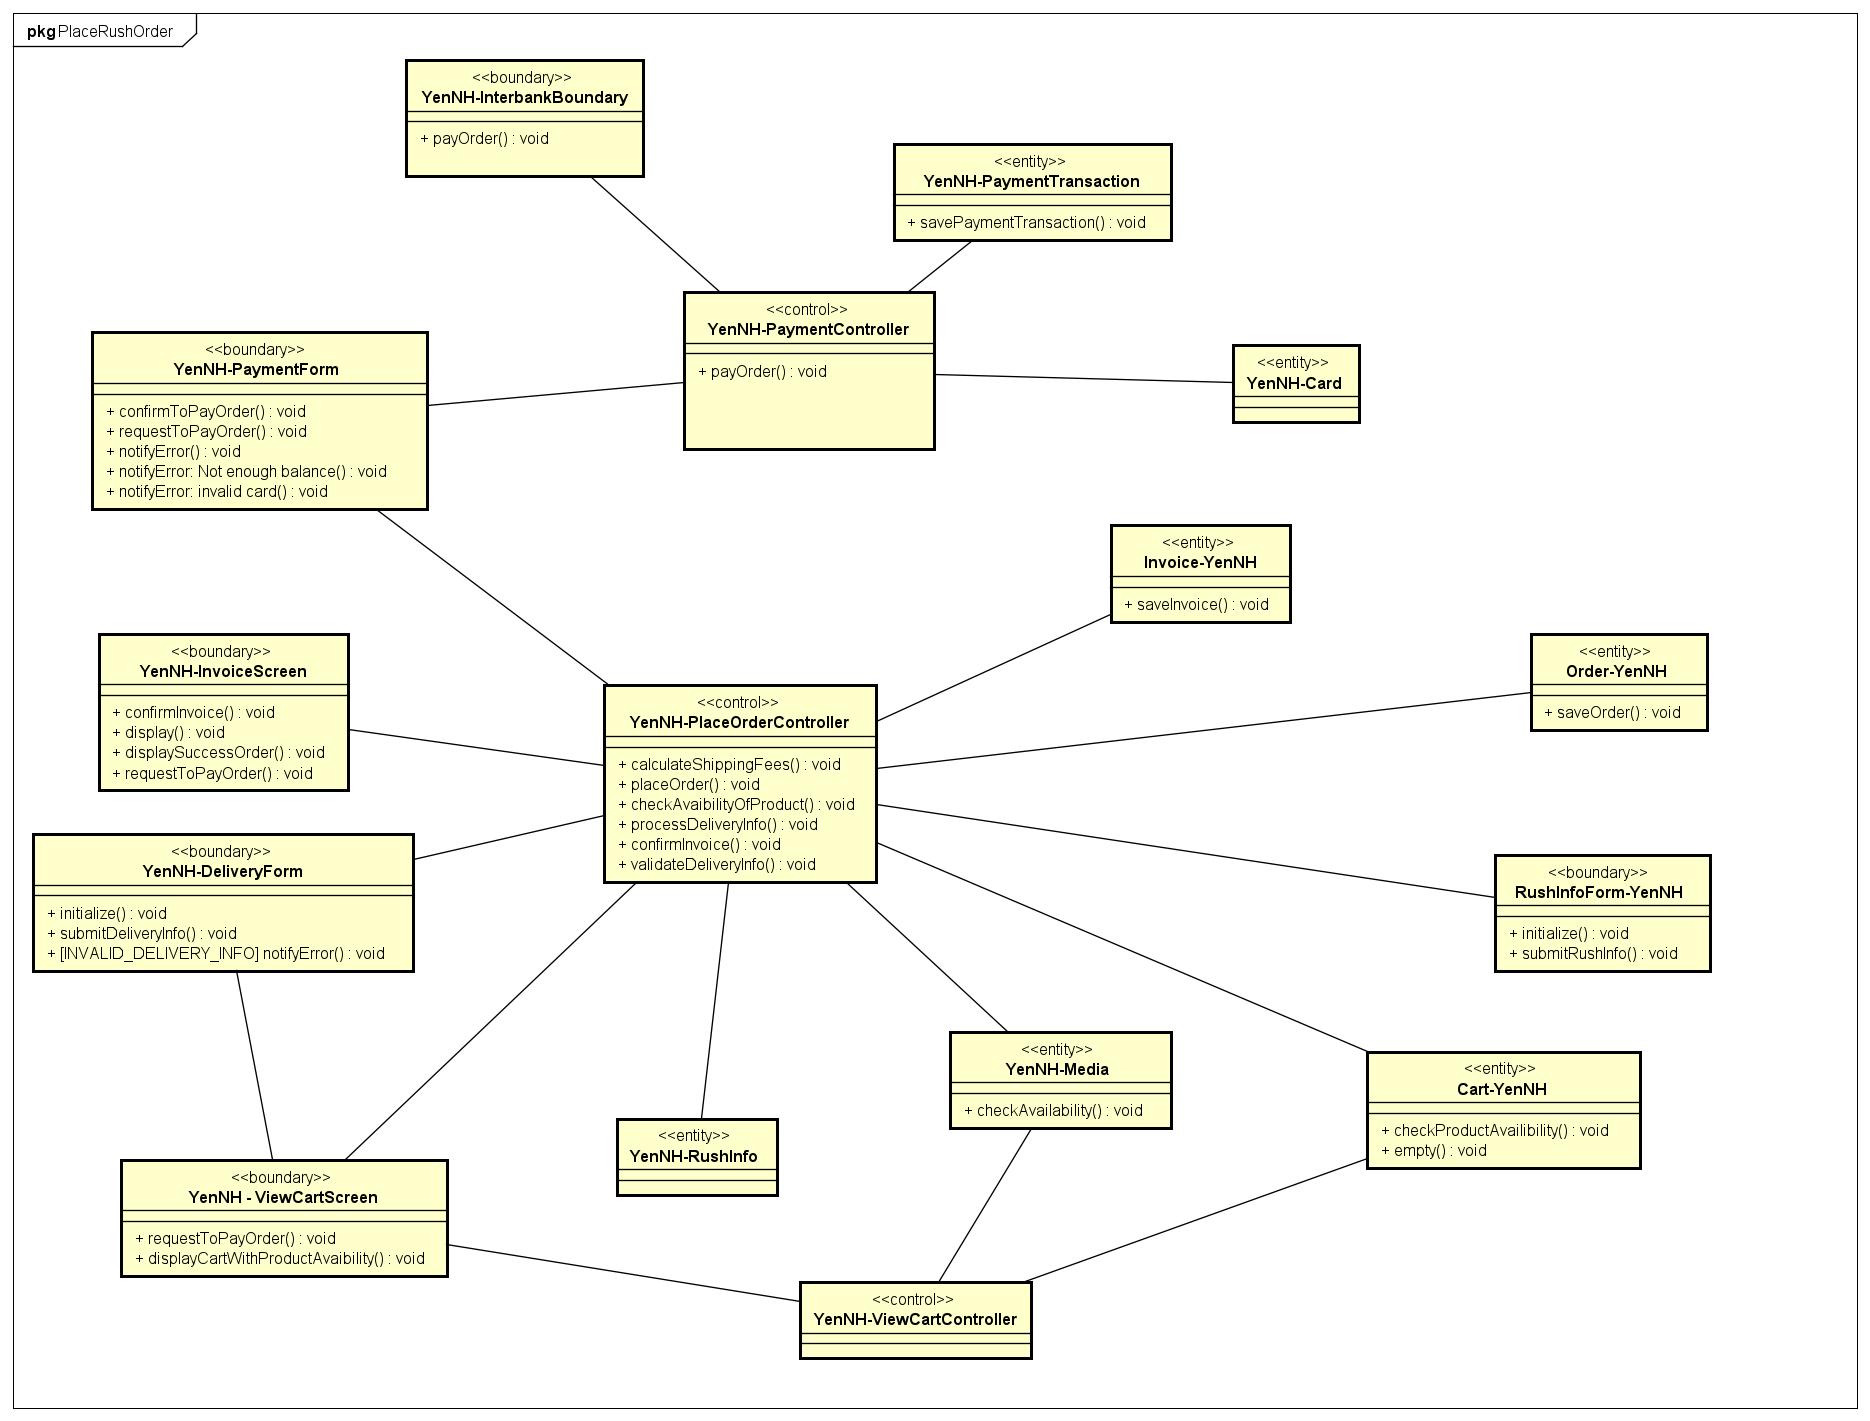 pkg PlaceRushOrder
<<boundary>>
YenNH-InterbankBoundary
+ payOrder() : void
<<entity>>
YenNH-PaymentTransaction
+ savePaymentTransaction() : void
<<control>>
YenNH-PaymentController
+ payOrder() : void
<<boundary>>
YenNH-PaymentForm
+ confirmToPayOrder() : void
+ requestToPayOrder() : void
+ notifyError() : void
+ notifyError: Not enough balance() : void
+ notifyError: invalid card() : void
<<entity>>
YenNH-Card
<<entity>>
Invoice-YenNH
+ saveInvoice() : void
<<boundary>>
YenNH-InvoiceScreen
+ confirmInvoice() : void
+ display() : void
+ displaySuccessOrder() : void
+ requestToPayOrder() : void
<<entity>>
Order-YenNH
+ saveOrder() : void
<<control>>
YenNH-PlaceOrderController
+ calculateShippingFees() : void
+ placeOrder() : void
+ checkAvaibilityOfProduct() : void
+ processDeliveryInfo() : void
+ confirmInvoice() : void
+ validateDeliveryInfo() : void
<<boundary>>
YenNH-DeliveryForm
+ initialize() : void
+ submitDeliveryInfo() : void
+ [INVALID_DELIVERY_INFO] notifyError() : void
<<boundary>>
RushInfoForm-YenNH
+ initialize() : void
+ submitRushInfo() : void
<<entity>>
YenNH-Media
+ checkAvailability() : void
<<entity>>
Cart-YenNH
+ checkProductAvailibility() : void
+ empty() : void
<<entity>>
YenNH-RushInfo
<<boundary>>
YenNH - ViewCartScreen
+ requestToPayOrder() : void
+ displayCartWithProductAvaibility() : void
<<control>>
YenNH-ViewCartController